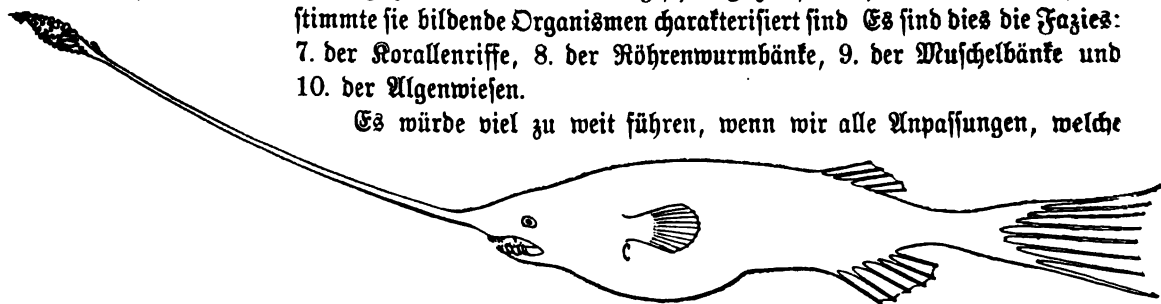 stimmte sie bildende Organismen charakterisiert sind Es sind dies die Fazies:
7. der Korallenriffe, 8. der Röhrenwurmbänke, 9. der Muschelbänke und
10. der Algenwiesen.
Es würde viel zu weit führen, wenn wir alle Anpassungen, welche